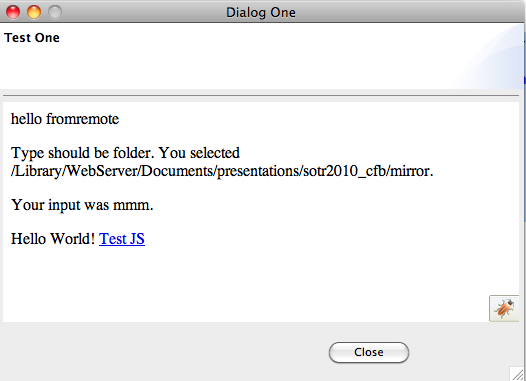 Dialog One
Test One
hello fromremote
Type should be folder. You selected
/Library/WebServer/Documents/presentations/sotr2010_cfb/mirror.
Your input was mmm.
Hello World! Test JS
Close